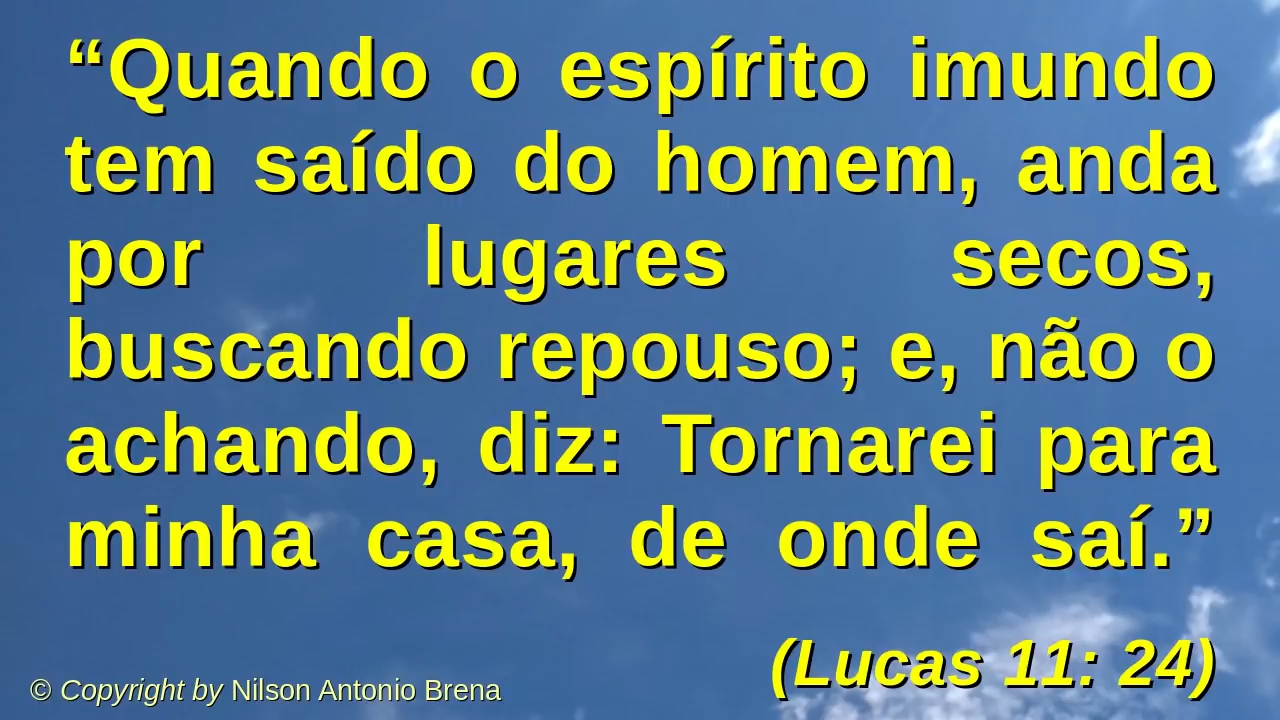 “Quando o espírito imundo
tem saído do homem, anda
por lugares secos,
buscando repouso; e, não o
achando, diz: Tornarei para
minha casa, de onde saí.”
(Lucas 11: 24)
© Copyright by Nilson Antonio Brena